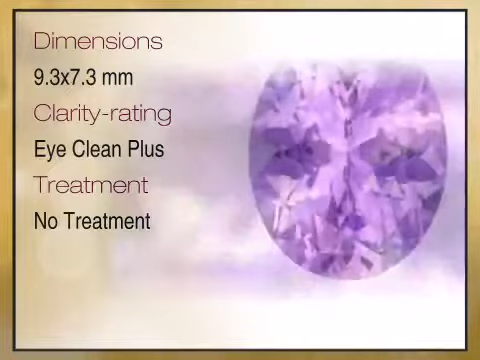 Dimensions
9.3x7.3 mm
Clarity-rating
Eye Clean Plus
Treatment
No Treatment